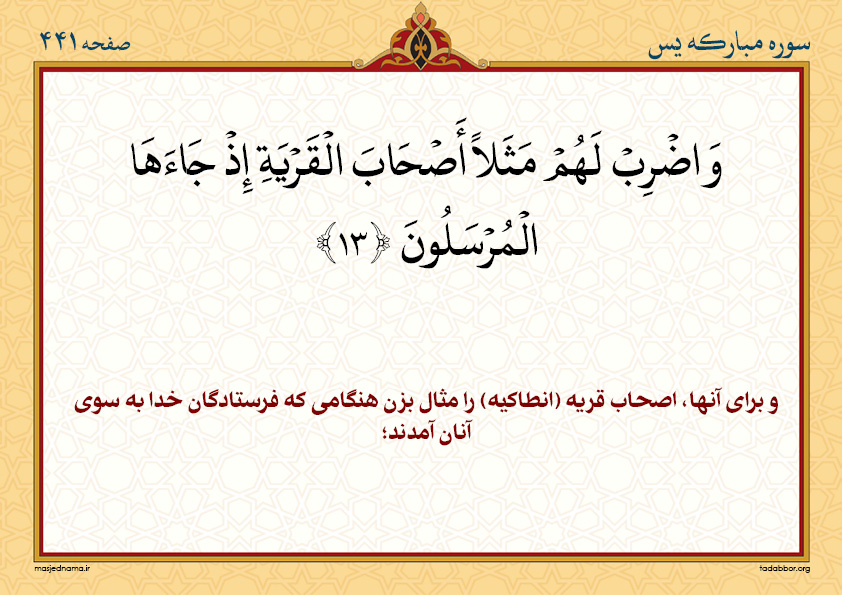 سوره مبارکه یس
صفحه ۴۴۱
وَ اضْرِبْ لَهُمْ مَثَلاً أَصْحَابَ الْقَرْيَةِ إِذْ جَاءَهَا
الْمُرْسَلُونَ ﴿۱۳﴾
و برای آنها، اصحاب قریه (انطاکیه) را مثال بزن هنگامی که فرستادگان خدا به سوی
آنان آمدند؛
masjednama.ir
tadabbor.org